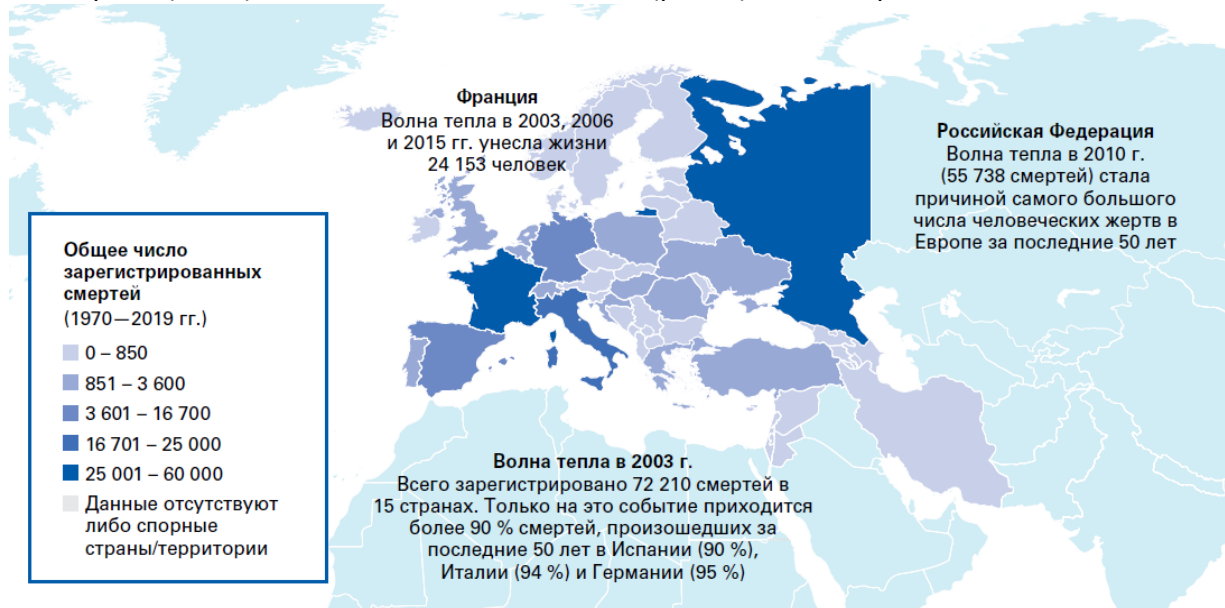 Франция
Волна тепла в 2003, 2006
и 2015 гг. унесла жизни
24 153 человек
Российская Федерация
Волна тепла в 2010 г.
(55 738 смертей) стала
причиной самого большого
числа человеческих жертв в
Европе за последние 50 лет
Общее число
зарегистрированных
смертей
(1970—2019 гг.)
0 – 850
851 – 3 600
3 601 – 16 700
16 701 – 25 000
25 001 – 60 000
Данные отсутствуют
либо спорные
страны/территории
Волна тепла в 2003 г.
Всего зарегистрировано 72 210 смертей в
15 странах. Только на это событие приходится
более 90 % смертей, произошедших за
последние 50 лет в Испании (90 %),
Италии (94 %) и Германии (95 %)